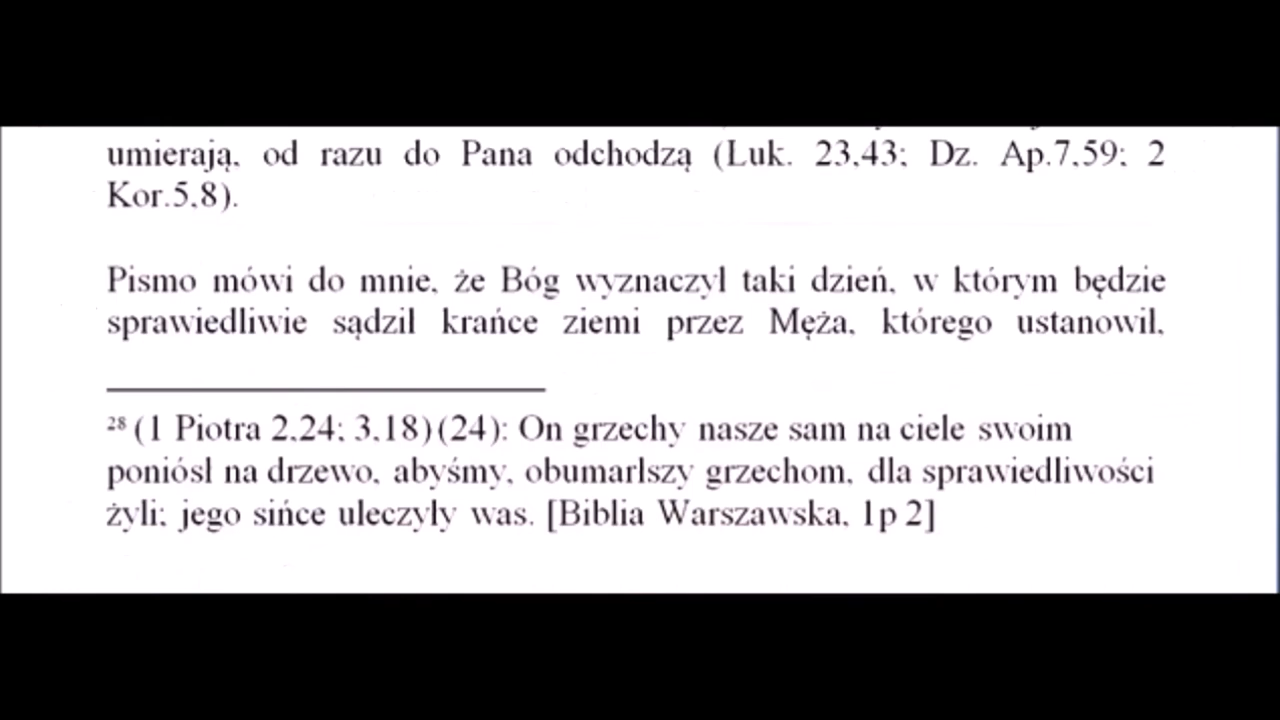 umierają, od razu do Pana odchodzą (Luk. 23,43; Dz. Ap.7,59; 2
Kor.5,8).
Pismo mówi do mnie, że Bóg wyznaczył taki dzień, w którym będzie
sprawiedliwie sądził krańce ziemi przez Męża, którego ustanowił,
28 (1 Piotra 2,24; 3,18)(24): On grzechy nasze sam na ciele swoim
poniósł na drzewo, abyśmy, obumarłszy grzechom, dla sprawiedliwości
żyli; jego sińce uleczyły was. [Biblia Warszawska, 1p 2]